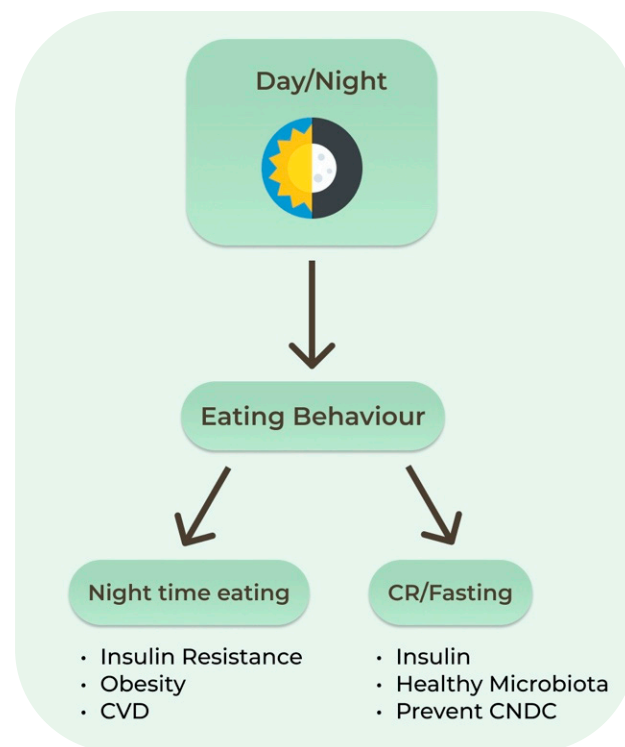 Day/Night
Eating Behaviour
Night time eating
· Insulin Resistance
· Obesity
· CVD
CR/Fasting
· Insulin
· Healthy Microbiota
· Prevent CNDC